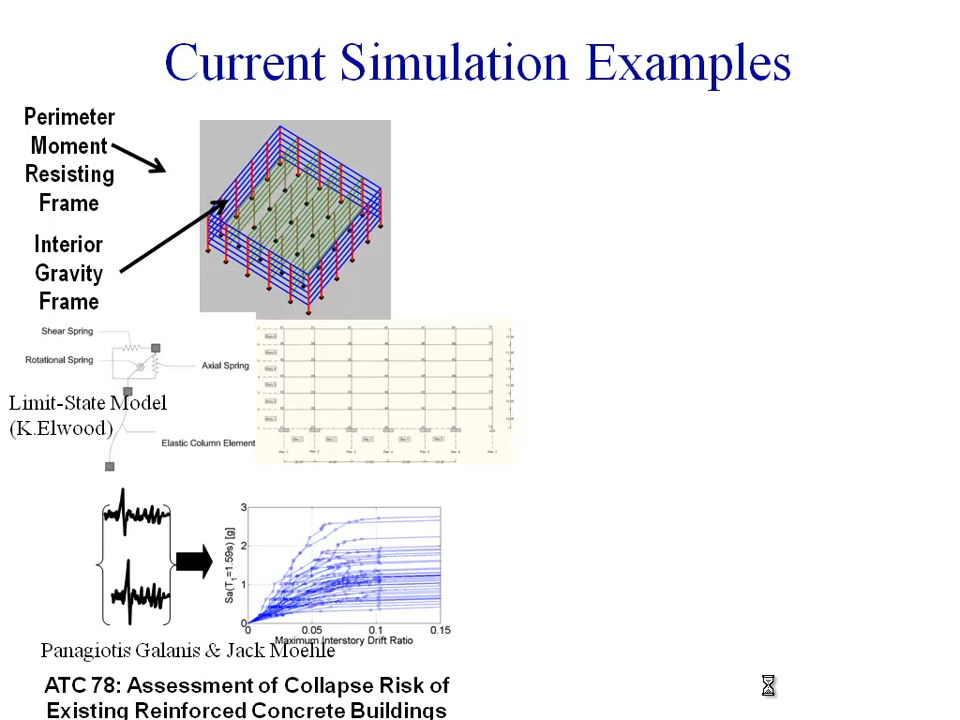 Current Simulation Examples
Perimeter
Moment
Resisting
Frame
Interior
Gravity
Frame
Shear Spring
Rotational Spring
Axial Spring
Limit-State Model
(K.Elwood)
Elastic Column Element
Sa(T1=1.59s) [g]
3
2
1
0
0 0.05 0.1 0.15
Maximum Interstory Drift Ratio
Panagiotis Galanis & Jack Moehle
ATC 78: Assessment of Collapse Risk of
Existing Reinforced Concrete Buildings